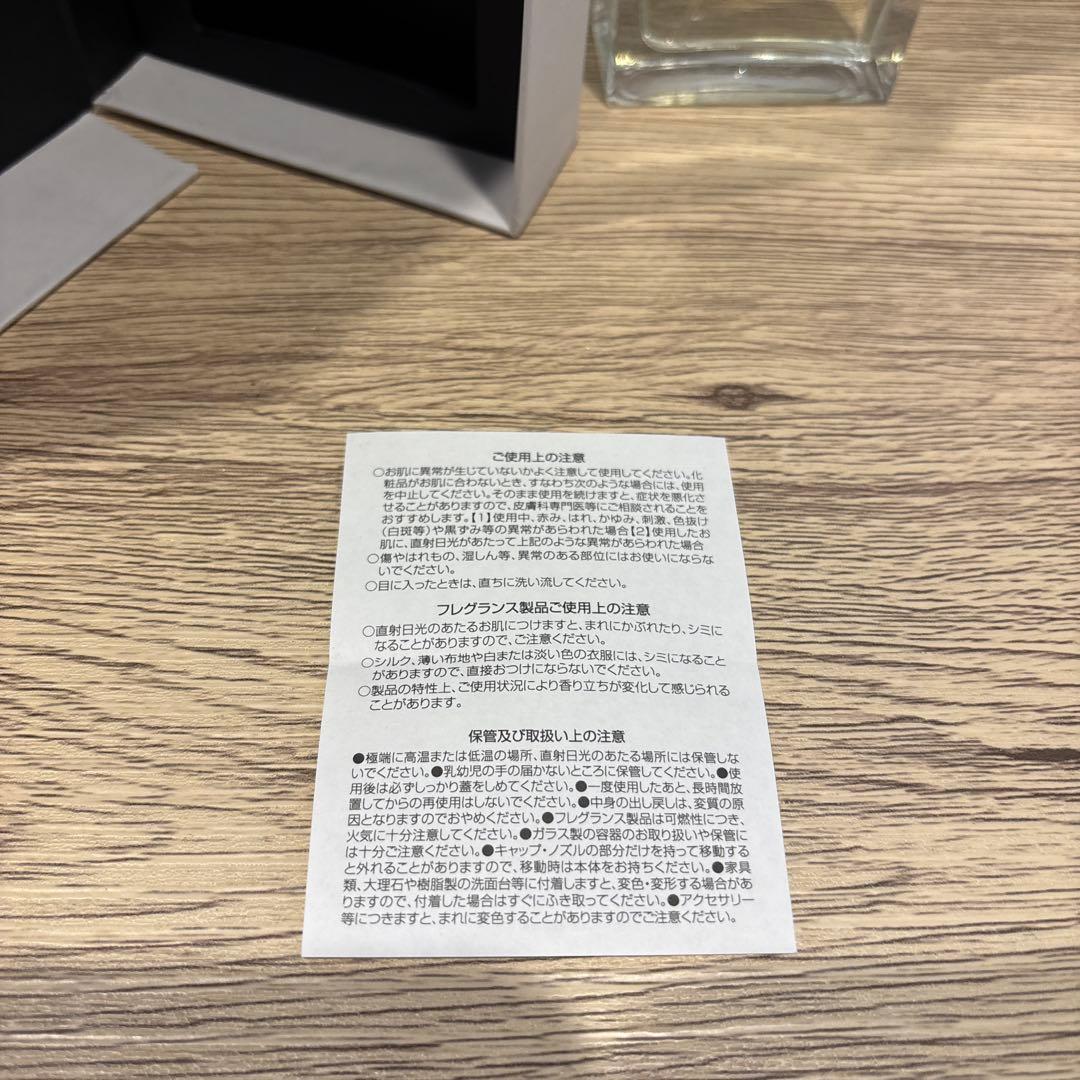 ご使用上の注意
○お肌に異常が生じていないかよく注意して使用してください。化
粧品がお肌に合わないとき、すなわち次のような場合には、使用
を中止してください。そのまま使用を続けますと、症状を悪化さ
せることがありますので、皮膚科専門医等にご相談されることを
おすすめします。【1】使用中、赤み、はれ、かゆみ、刺激、色抜け
(白斑等)や黒ずみ等の異常があらわれた場合【2】使用したお
肌に、直射日光があたって上記のような異常があらわれた場合
○傷やはれもの、湿しん等、異常のある部位にはお使いにならな
いでください。
○目に入ったときは、直ちに洗い流してください。
フレグランス製品ご使用上の注意
○直射日光のあたるお肌につけますと、まれにかぶれたり、シミに
なることがありますので、ご注意ください。
○シルク、薄い布地や白または淡い色の衣服には、シミになること
がありますので、直接おつけにならないでください。
○製品の特性上、ご使用状況により香り立ちが変化して感じられる
ことがあります。
保管及び取扱い上の注意
●極端に高温または低温の場所、直射日光のあたる場所には保管しな
いでください。●乳幼児の手の届かないところに保管してください。●使
用後は必ずしっかり蓋をしめてください。●一度使用したあと、長時間放
置してからの再使用はしないでください。●中身の出し戻しは、変質の原
因となりますのでおやめください。●フレグランス製品は可燃性につき、
火気に十分注意してください。●ガラス製の容器のお取り扱いや保管に
は十分ご注意ください。●キャップ・ノズルの部分だけを持って移動する
と外れることがありますので、移動時は本体をお持ちください。●家具
類、大理石や樹脂製の洗面台等に付着しますと、変色・変形する場合があ
りますので、付着した場合はすぐにふき取ってください。●アクセサリー
等につきますと、まれに変色することがありますのでご注意ください。